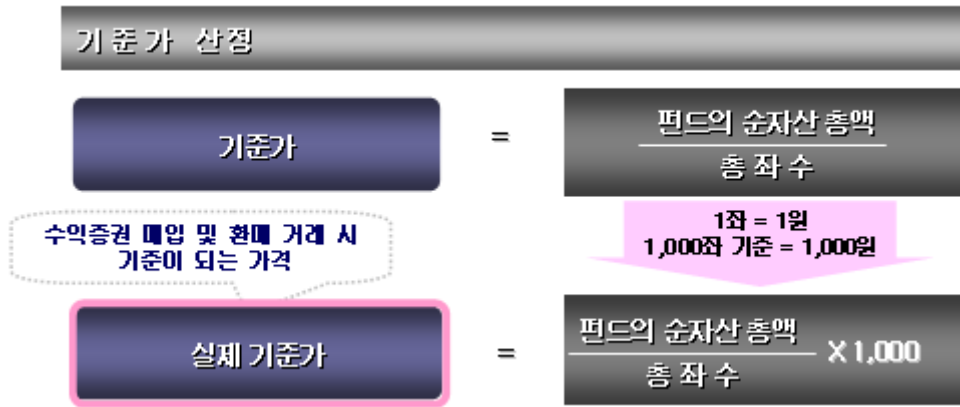 기준가 산정
기준가
=
펀드의 순자산 총액
총 좌 수
수익증권 매입 및 환매 거래 시
기준이 되는 가격
1좌 = 1원
1,000좌 기준 = 1,000원
실제 기준가
=
펀드의 순자산 총액
총 좌 수
X 1,000